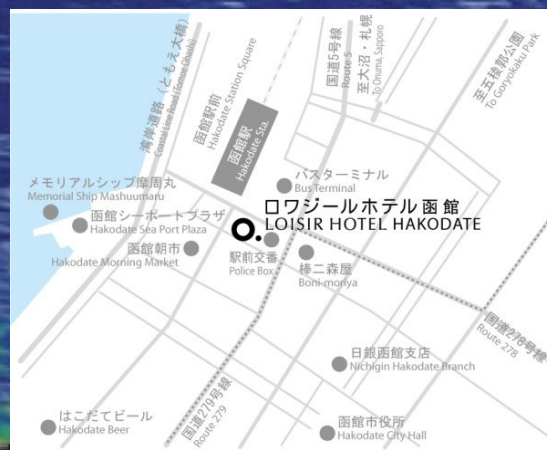 湾岸道路（ともえ大橋）
Coastal Line Road (Tomoe Ohashi)
函館駅前
Hakodate Station Square
函館駅
Hakodate Sta.
国道5号線
Route 5
至大沼・札幌
To Onuma, Sapporo
至五稜郭公園
To Goryokaku Park
バスターミナル
Bus Terminal
メモリアルシップ摩周丸
Memorial Ship Mashuumaru
函館シーポートプラザ
Hakodate Sea Port Plaza
ロワジールホテル函館
LOISIR HOTEL HAKODATE
函館朝市
Hakodate Morning Market
駅前交番
Police Box
棒二森屋
Boni-moriya
国道278号線
Route 278
日銀函館支店
Nichigin Hakodate Branch
国道279号線
Route 279
はこだてビール
Hakodate Beer
函館市役所
Hakodate City Hall